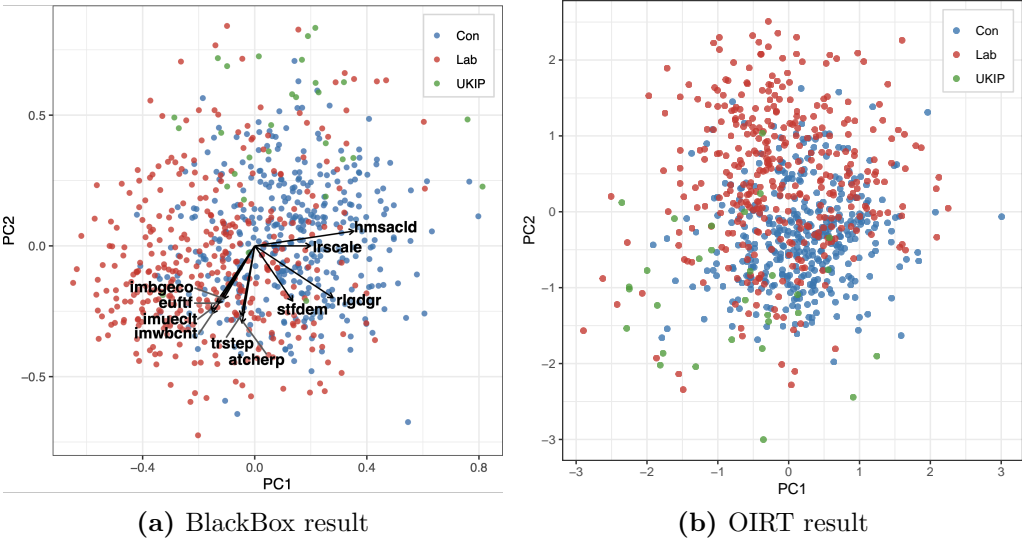 Con
Lab
UKIP
PC2
0.5
0.0
−0.5
hmsacld
lrscale
rlgdgr
stfdem
imbgeco
euftf
imueclt
imwbcnt
trstep
atcherp
−0.4
0.0
0.4
0.8
PC1
(a) BlackBox result
Con
Lab
UKIP
PC2
2
1
0
−1
−2
−3
−3
−2
−1
0
1
2
3
PC1
(b) OIRT result